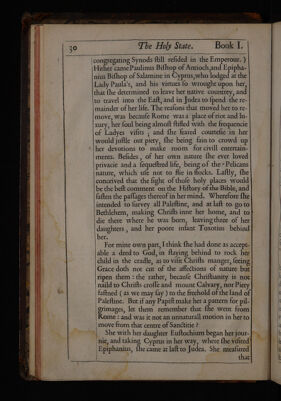 30 The Holy State. Book I.
congregating Synods still resided in the Emperour. )
Hither came Paulinus Bishop of Antioch, and Epipha-
nius Bishop of Salamine in Cyprus, who lodged at the
Lady Paula's, and his virtues so wrought upon her,
that she determined to leave her native countrey, and
to travel into the East, and in Judea to spend the re-
mainder of her life. The reasons that moved her to re-
move, was because Rome was a place of riot and lu-
xury, her soul being almost stifled with the frequencie
of Ladyes visits ; and she feared courtesie in her
would justle out piety, she being fain to crowd up
her devotions to make room for civil entertain-
ments. Besides, of her own nature she ever loved
privacie and a sequestred life, being of the Pelicans
nature, which use not to flie in flocks. Lastly, she
conceived that the sight of those holy places would
be the best comment on the History of the Bible, and
fasten the passages thereof in her mind. Wherefore she
intended to survey all Palestine, and at last to go to
Bethlehem, making Christs inne her home, and to
die there where he was born, leaving three of her
daughters, and her poore infant Toxotius behind
her.
For mine own part, I think she had done as accept-
able a deed to God, in staying behind to rock her
child in the cradle, as to visit Christs manger, seeing
Grace doth not cut off the affections of nature but
ripen them : the rather, because Christianity is not
naild to Christs crosse and mount Calvary, nor Piety
fastned ( as we may say ) to the freehold of the land of
Palestine. But if any Papist make her a pattern for pil-
grimages, let them remember that she went from
Rome : and was it not an unnaturall motion in her to
move from that centre of Sanctitie ?
She with her daughter Eustochium began her jour-
nie, and taking Cyprus in her way, where she visited
Epiphanius, she came at last to Judea. She measured
that